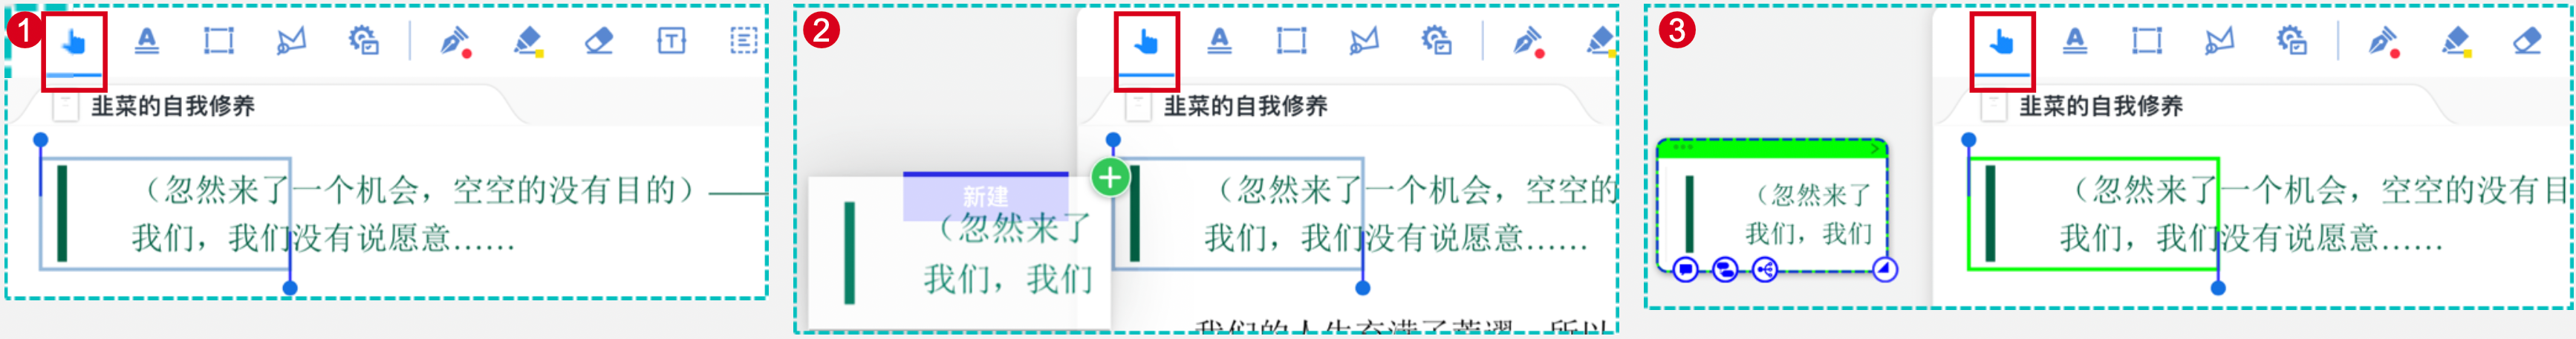 1
韭菜的自我修养
（忽然来了一个机会，空空的没有目的）——
我们，我们没有说愿意……
2
韭菜的自我修养
新建
（忽然来了
我们，我们
（忽然来了一个机会，空空的
我们，我们没有说愿意……
我们的人生充满了荒谬，所以
3
韭菜的自我修养
（忽然来了
我们，我们
（忽然来了一个机会，空空的没有目
我们，我们没有说愿意……